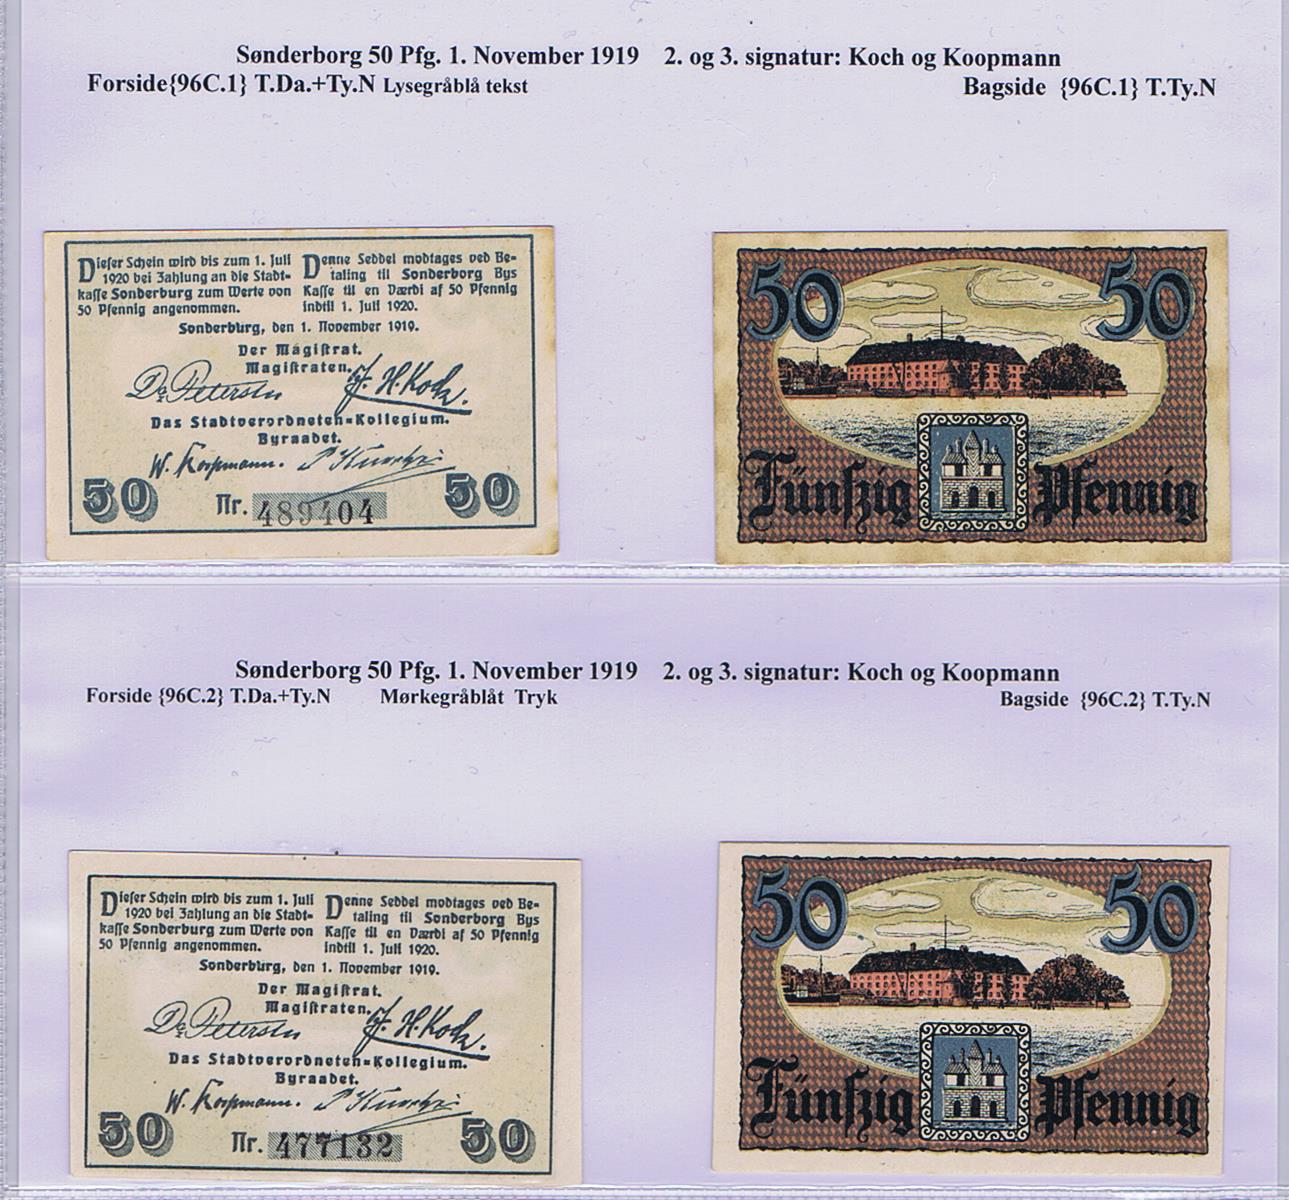 Sønderborg 50 Pfg. 1. November 1919 2. og 3. signatur: Koch og Koopmann
Forside{96C.1} T.Da.+Ty.N Lysegråblå tekst Bagside {96C.1} T.Ty.N
Dieser Schein wird bis zum 1. Juli
1920 bei Zahlung an die Stadt-
kasse Sonderburg zum Werte von
50 Pfennig angenommen.
Denne Seddel modtages ved Be-
taling til Sonderborg Bys
Kasse til en Værdi af 50 Pfennig
indtil 1. Juli 1920.
Sonderburg, den 1. November 1919.
Der Magistrat.
Magistraten.
Dr. Petersen J. H. Koch.
Das Stadtverordneten=Kollegium.
Byraadet.
W. Koopmann.
50 Nr. 489404 50
50 50
Fünfzig Pfennig
Sønderborg 50 Pfg. 1. November 1919 2. og 3. signatur: Koch og Koopmann
Forside {96C.2} T.Da.+Ty.N Mørkegråblåt Tryk Bagside {96C.2} T.Ty.N
Dieser Schein wird bis zum 1. Juli
1920 bei Zahlung an die Stadt-
kasse Sonderburg zum Werte von
50 Pfennig angenommen.
Denne Seddel modtages ved Be-
taling til Sonderborg Bys
Kasse til en Værdi af 50 Pfennig
indtil 1. Juli 1920.
Sonderburg, den 1. November 1919.
Der Magistrat.
Magistraten.
Dr. Petersen J. H. Koch.
Das Stadtverordneten=Kollegium.
Byraadet.
W. Koopmann.
50 Nr. 477132 50
50 50
Fünfzig Pfennig